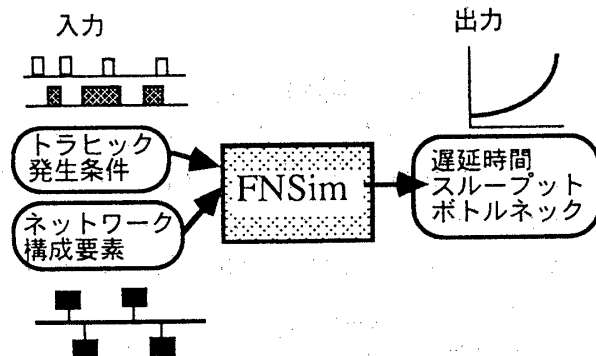 入力
出力
トラヒック
発生条件
ネットワーク
構成要素
FNSim
遅延時間
スループット
ボトルネック